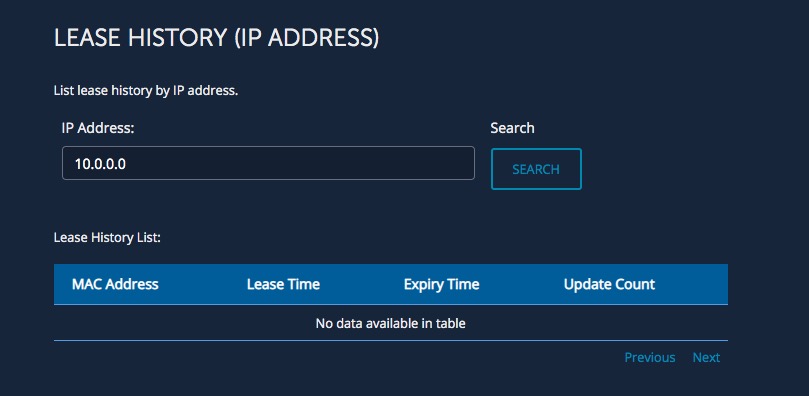 LEASE HISTORY (IP ADDRESS)
List lease history by IP address.
IP Address: Search
10.0.0.0 SEARCH
Lease History List:
MAC Address Lease Time Expiry Time Update Count
No data available in table
Previous Next